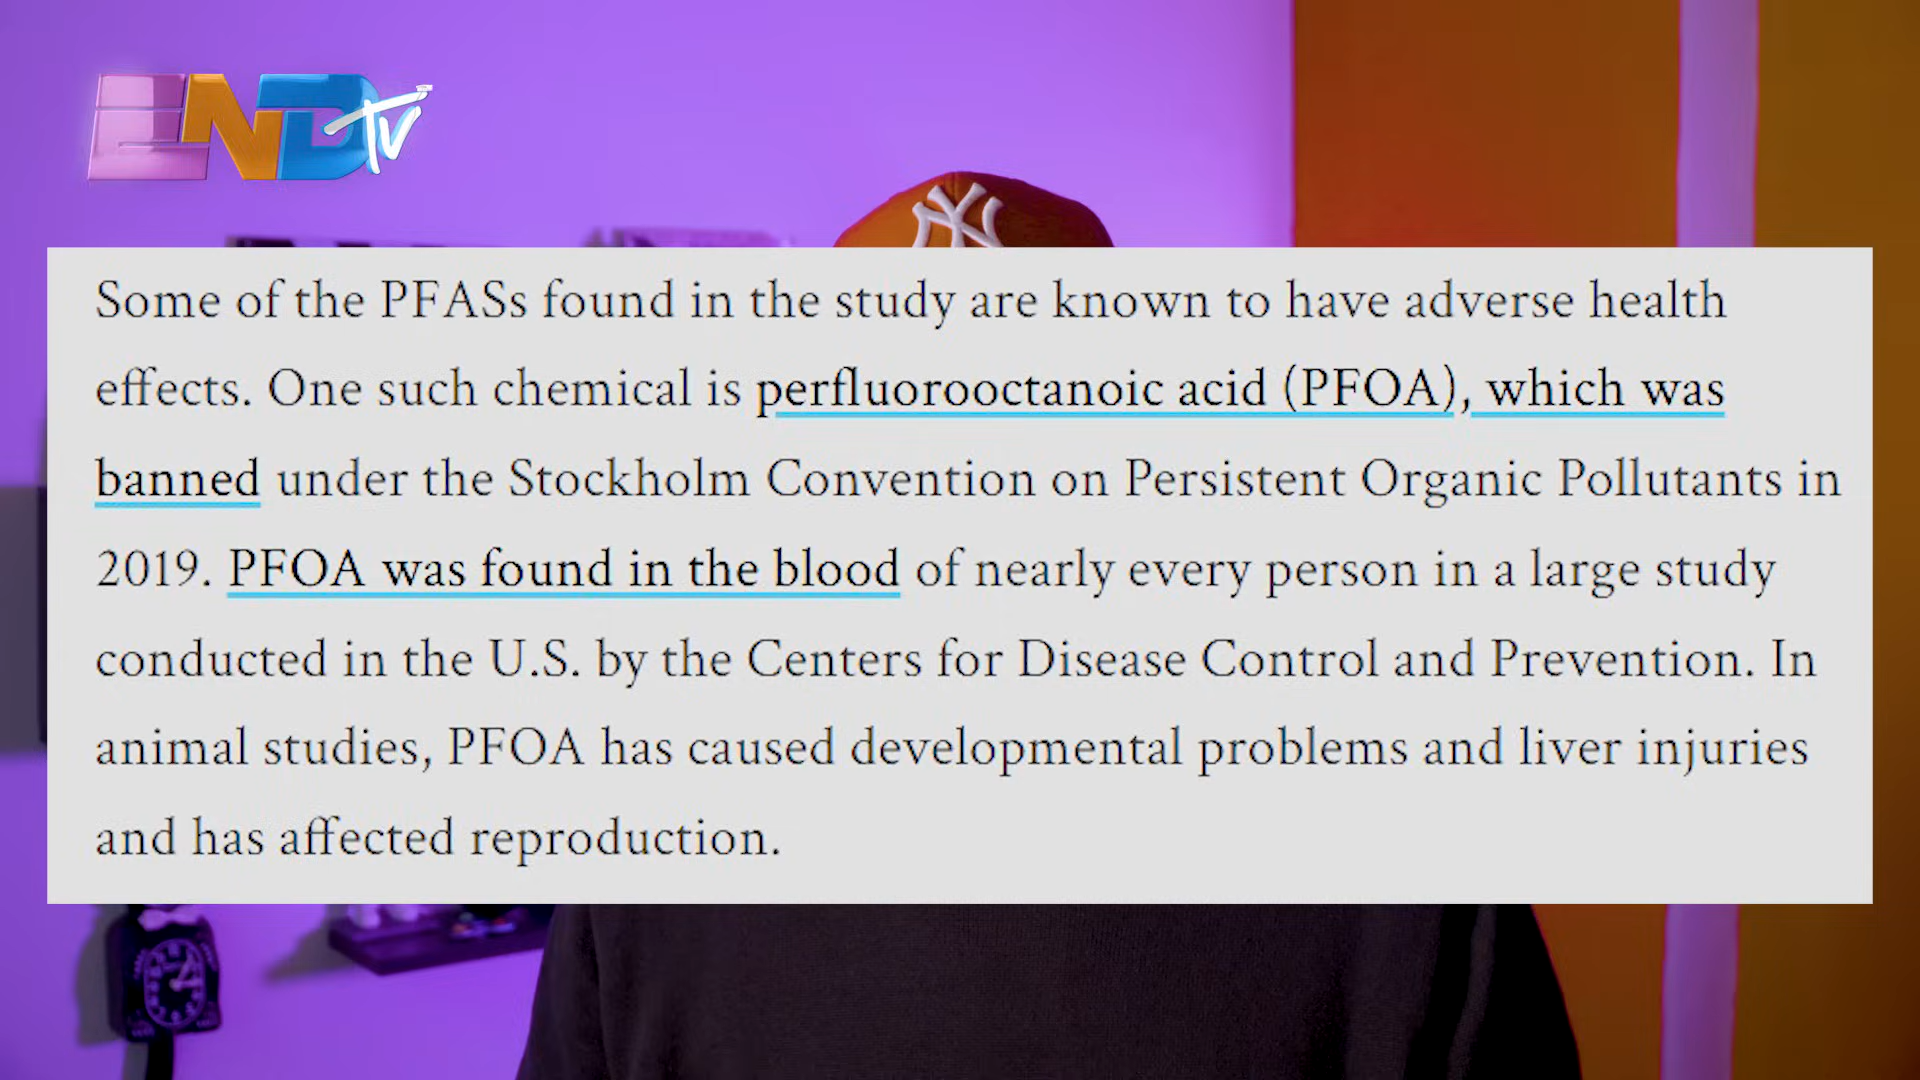 ENDTV
NY
Some of the PFASs found in the study are known to have adverse health
effects. One such chemical is perfluorooctanoic acid (PFOA), which was
banned under the Stockholm Convention on Persistent Organic Pollutants in
2019. PFOA was found in the blood of nearly every person in a large study
conducted in the U.S. by the Centers for Disease Control and Prevention. In
animal studies, PFOA has caused developmental problems and liver injuries
and has affected reproduction.